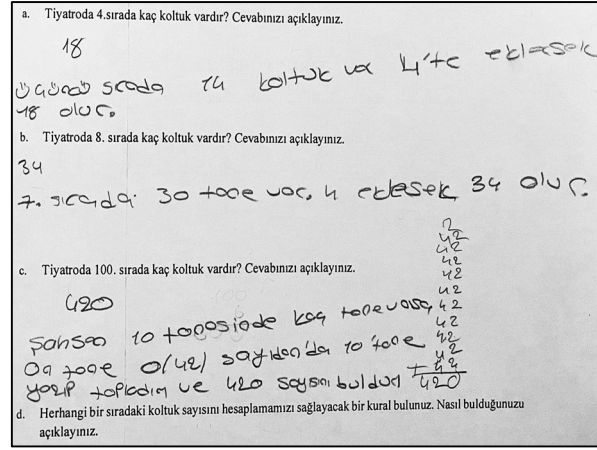 a. Tiyatroda 4.sırada kaç koltuk vardır? Cevabınızı açıklayınız.
18
üçüncü sırada 14 koltuk var 4'te eklesek
18 olur.
b. Tiyatroda 8. sırada kaç koltuk vardır? Cevabınızı açıklayınız.
34
7. sırada 30 tane var, 4 eklesek 34 olur.
c. Tiyatroda 100. sırada kaç koltuk vardır? Cevabınızı açıklayınız.
420
10 kaç tane varsa
On tane 0/42) 10 tane
yazıp topladım ve 420 sayısını buldum
2
42
42
42
42
42
42
42
42
42
+ 42
420
d. Herhangi bir sıradaki koltuk sayısını hesaplamamızı sağlayacak bir kural bulunuz. Nasıl bulduğunuzu
açıklayınız.